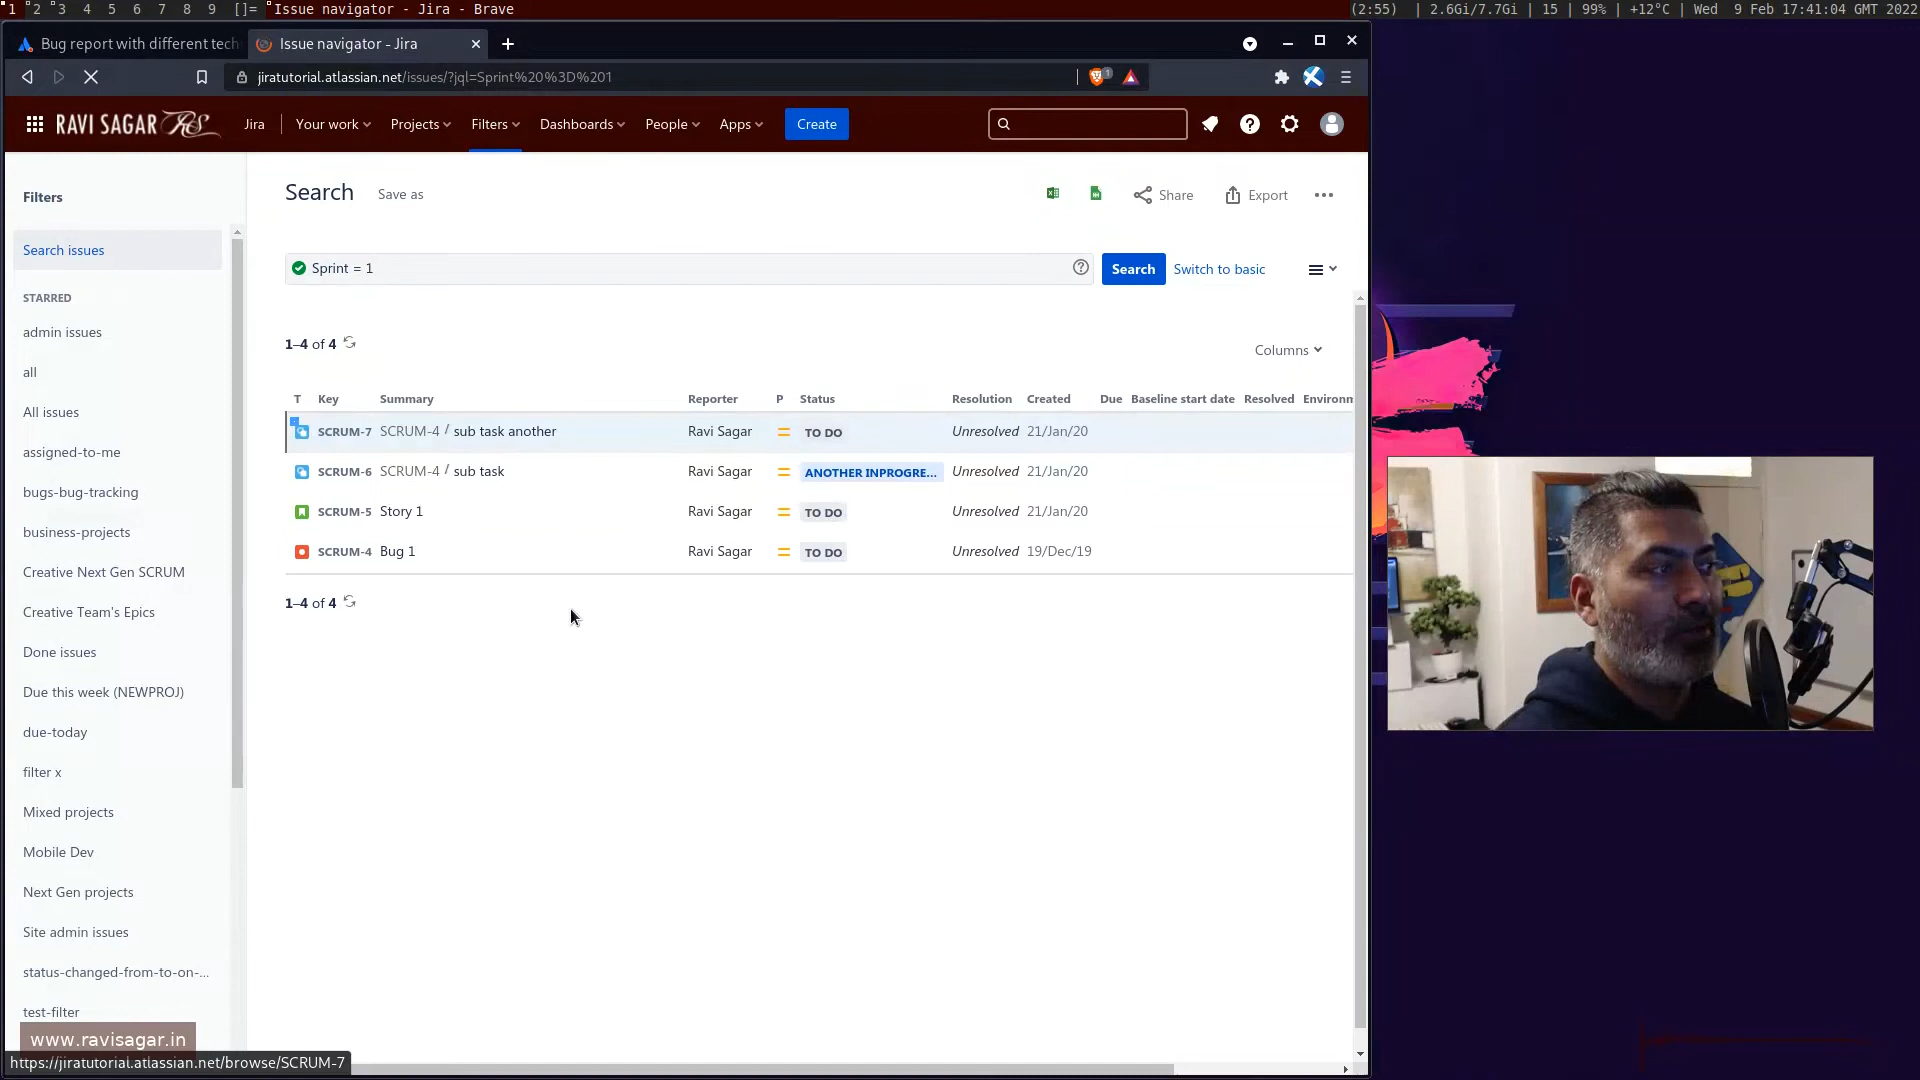 1 2 3 4 5 6 7 8 9 []= Issue navigator - Jira - Brave (2:55) | 2.6Gi/7.7Gi | 15 | 99% | +12°C | Wed 9 Feb 17:41:04 GMT 2022
Bug report with different tech Issue navigator - Jira
jiratutorial.atlassian.net/issues/?jql=Sprint%20%3D%201 1
RAVI SAGAR RS Jira Your work Projects Filters Dashboards People Apps Create
Filters
Search issues
STARRED
admin issues
all
All issues
assigned-to-me
bugs-bug-tracking
business-projects
Creative Next Gen SCRUM
Creative Team's Epics
Done issues
Due this week (NEWPROJ)
due-today
filter x
Mixed projects
Mobile Dev
Next Gen projects
Site admin issues
status-changed-from-to-on-...
test-filter
Search Save as Share Export
Sprint = 1 Search Switch to basic
1–4 of 4 Columns
T Key Summary Reporter P Status Resolution Created Due Baseline start date Resolved Environm
SCRUM-7 SCRUM-4 / sub task another Ravi Sagar TO DO Unresolved 21/Jan/20
SCRUM-6 SCRUM-4 / sub task Ravi Sagar ANOTHER INPROGRE... Unresolved 21/Jan/20
SCRUM-5 Story 1 Ravi Sagar TO DO Unresolved 21/Jan/20
SCRUM-4 Bug 1 Ravi Sagar TO DO Unresolved 19/Dec/19
1–4 of 4
www.ravisagar.in
https://jiratutorial.atlassian.net/browse/SCRUM-7